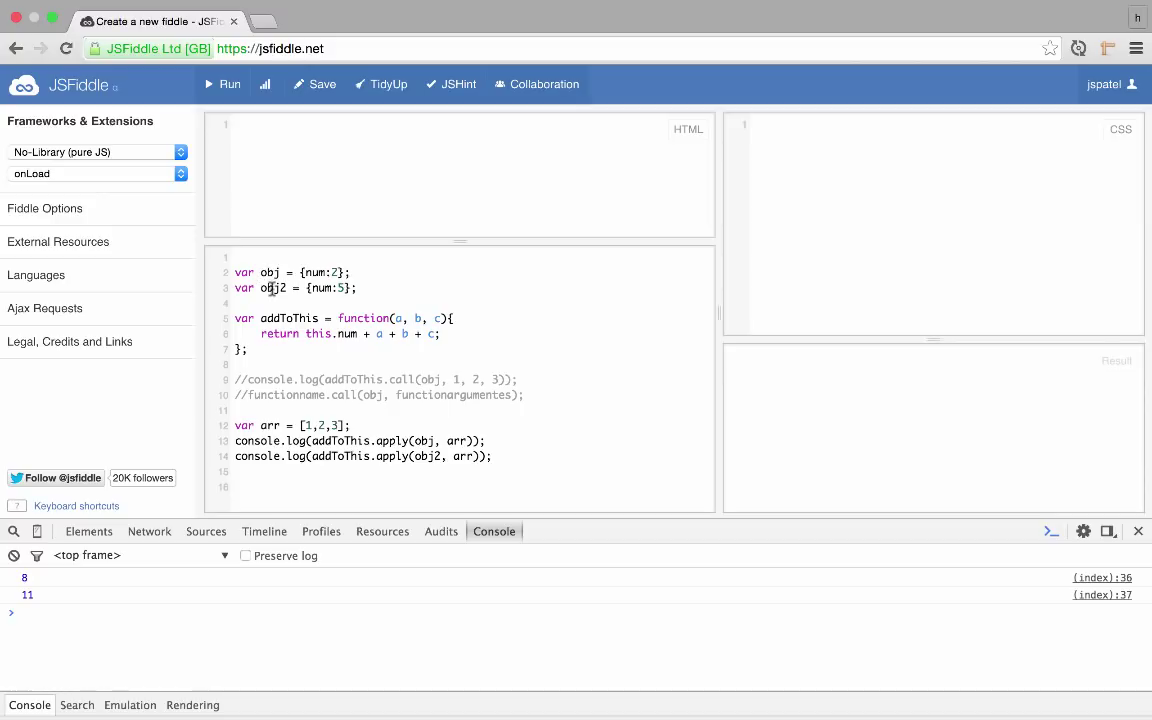 Create a new fiddle - JSFi
h
JSFiddle Ltd [GB] https://jsfiddle.net
JSFiddle
Run
Save
TidyUp
JSHint
Collaboration
jspatel
Frameworks & Extensions
No-Library (pure JS)
onLoad
Fiddle Options
External Resources
Languages
Ajax Requests
Legal, Credits and Links
Follow @jsfiddle
20K followers
Keyboard shortcuts
1
HTML
1
CSS
1
2 var obj = {num:2};
3 var obj2 = {num:5};
4
5 var addToThis = function(a, b, c){
6 return this.num + a + b + c;
7 };
8
9 //console.log(addToThis.call(obj, 1, 2, 3));
10 //functionname.call(obj, functionargumentes);
11
12 var arr = [1,2,3];
13 console.log(addToThis.apply(obj, arr));
14 console.log(addToThis.apply(obj2, arr));
15
16
Result
Elements
Network
Sources
Timeline
Profiles
Resources
Audits
Console
<top frame>
Preserve log
8 (index):36
11 (index):37
>
Console
Search
Emulation
Rendering